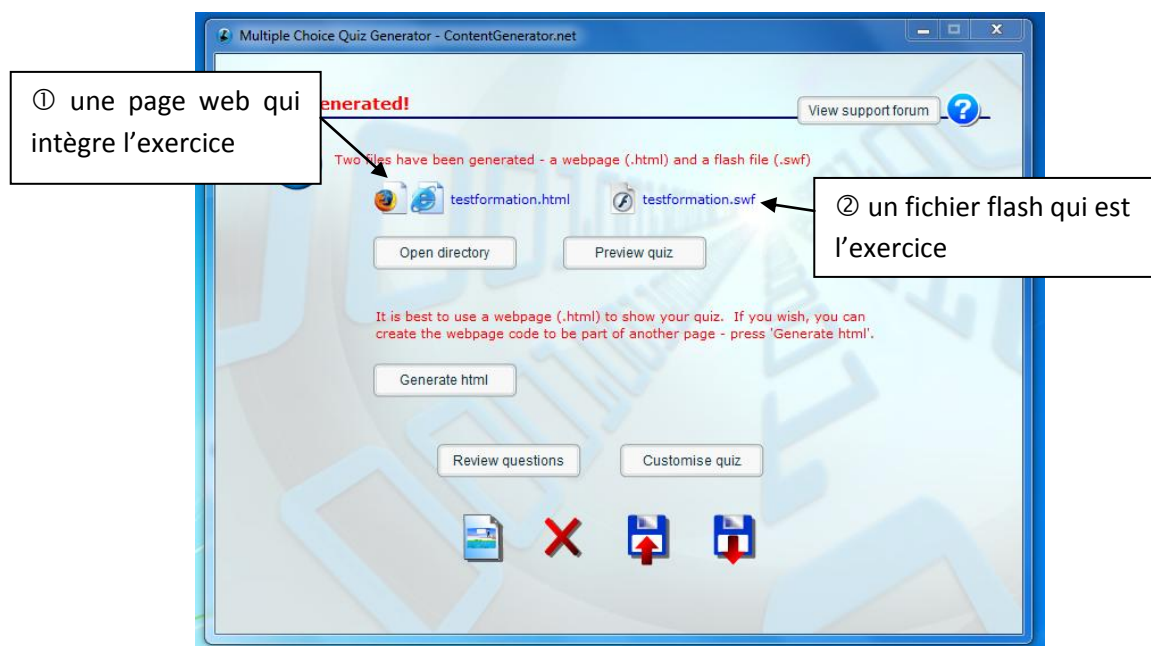 Multiple Choice Quiz Generator - ContentGenerator.net
① une page web qui
intègre l’exercice
enerated!
View support forum
?
Two files have been generated - a webpage (.html) and a flash file (.swf)
testformation.html
testformation.swf
② un fichier flash qui est
l’exercice
Open directory
Preview quiz
It is best to use a webpage (.html) to show your quiz. If you wish, you can
create the webpage code to be part of another page - press 'Generate html'.
Generate html
Review questions
Customise quiz